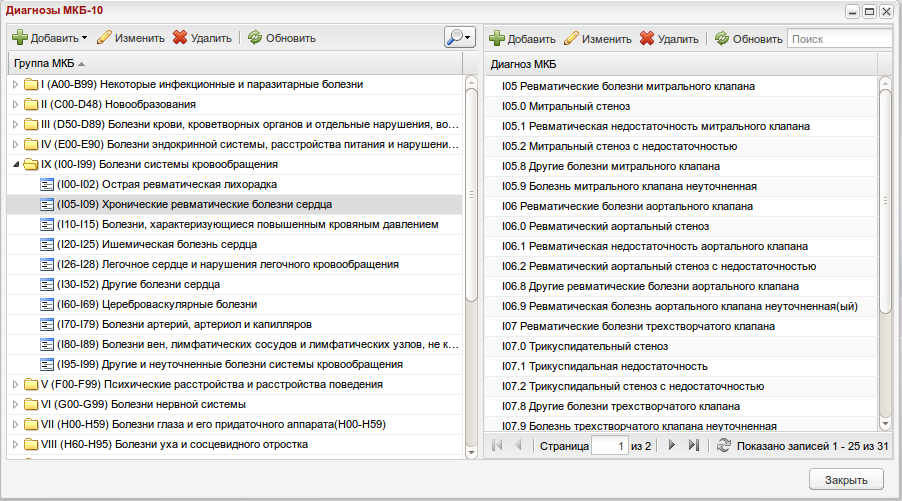 Диагнозы МКБ-10
Добавить Изменить Удалить Обновить
Группа МКБ
I (A00-B99) Некоторые инфекционные и паразитарные болезни
II (C00-D48) Новообразования
III (D50-D89) Болезни крови, кроветворных органов и отдельные нарушения, во...
IV (E00-E90) Болезни эндокринной системы, расстройства питания и нарушени...
IX (I00-I99) Болезни системы кровообращения
(I00-I02) Острая ревматическая лихорадка
(I05-I09) Хронические ревматические болезни сердца
(I10-I15) Болезни, характеризующиеся повышенным кровяным давлением
(I20-I25) Ишемическая болезнь сердца
(I26-I28) Легочное сердце и нарушения легочного кровообращения
(I30-I52) Другие болезни сердца
(I60-I69) Цереброваскулярные болезни
(I70-I79) Болезни артерий, артериол и капилляров
(I80-I89) Болезни вен, лимфатических сосудов и лимфатических узлов, не к...
(I95-I99) Другие и неуточненные болезни системы кровообращения
V (F00-F99) Психические расстройства и расстройства поведения
VI (G00-G99) Болезни нервной системы
VII (H00-H59) Болезни глаза и его придаточного аппарата(H00-H59)
VIII (H60-H95) Болезни уха и сосцевидного отростка
Добавить Изменить Удалить Обновить Поиск
Диагноз МКБ
I05 Ревматические болезни митрального клапана
I05.0 Митральный стеноз
I05.1 Ревматическая недостаточность митрального клапана
I05.2 Митральный стеноз с недостаточностью
I05.8 Другие болезни митрального клапана
I05.9 Болезнь митрального клапана неуточненная
I06 Ревматические болезни аортального клапана
I06.0 Ревматический аортальный стеноз
I06.1 Ревматическая недостаточность аортального клапана
I06.2 Ревматический аортальный стеноз с недостаточностью
I06.8 Другие ревматические болезни аортального клапана
I06.9 Ревматическая болезнь аортального клапана неуточненная(ый)
I07 Ревматические болезни трехстворчатого клапана
I07.0 Трикуспидательный стеноз
I07.1 Трикуспидальная недостаточность
I07.2 Трикуспидальный стеноз с недостаточностью
I07.8 Другие болезни трехстворчатого клапана
I07.9 Болезнь трехстворчатого клапана неуточненная
Страница 1 из 2 Показано записей 1 - 25 из 31
Закрыть